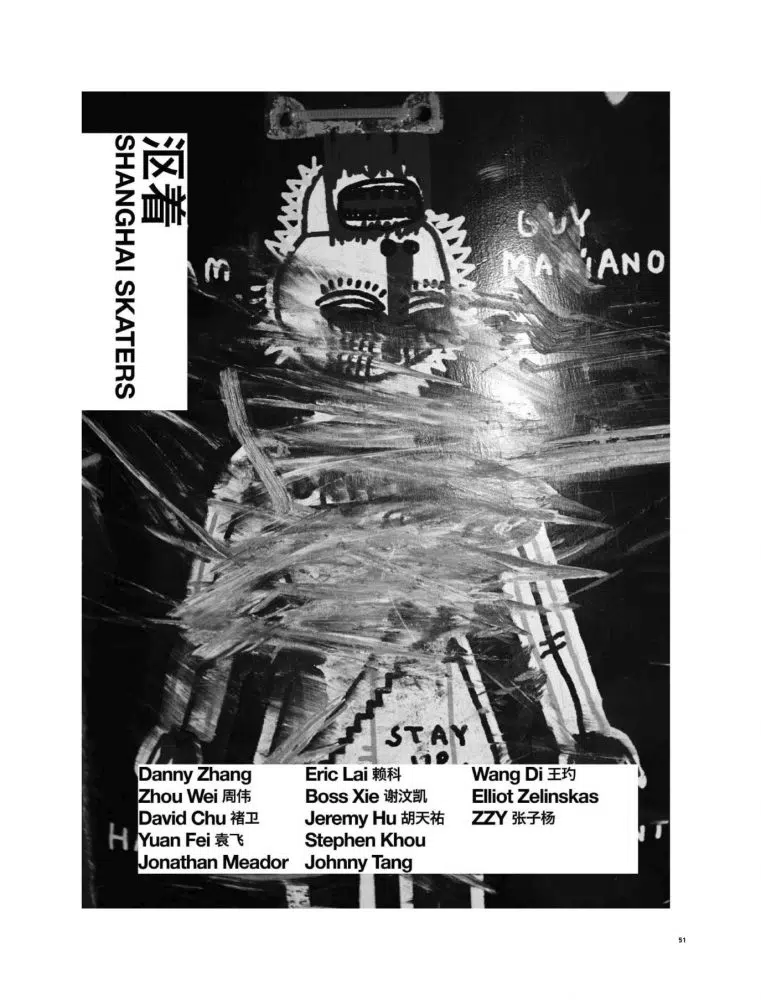 沤着
SHANGHAI SKATERS
GUY
MARIANO
AM
STAY
UP
Danny Zhang
Zhou Wei 周伟
David Chu 褚卫
Yuan Fei 袁飞
Jonathan Meador
Eric Lai 赖科
Boss Xie 谢汶凯
Jeremy Hu 胡天祐
Stephen Khou
Johnny Tang
Wang Di 王玓
Elliot Zelinskas
ZZY 张子杨
51